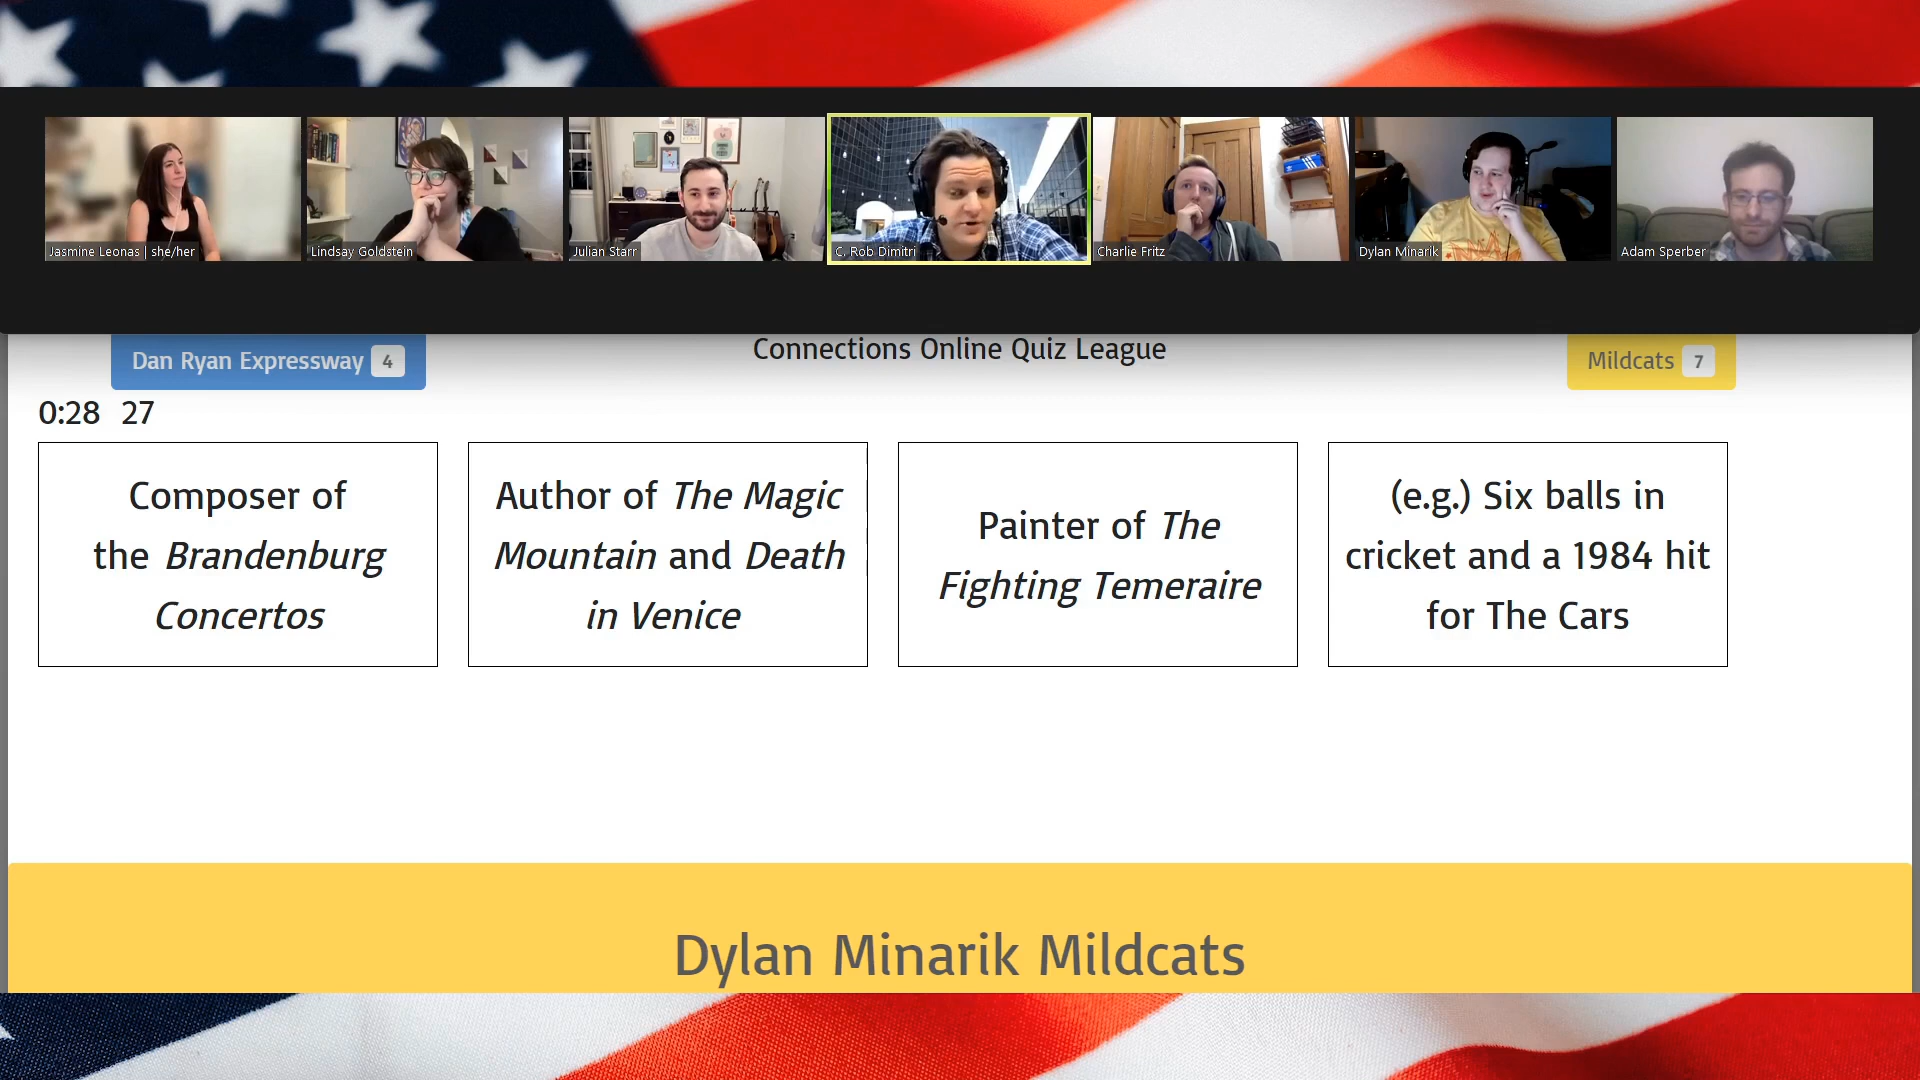 Jasmine Leonas | she/her
Lindsay Goldstein
Julian Starr
C. Rob Dimitri
Charlie Fritz
Dylan Minarik
Adam Sperber
Dan Ryan Expressway 4
Connections Online Quiz League
Mildcats 7
0:28 27
Composer of
the Brandenburg
Concertos
Author of The Magic
Mountain and Death
in Venice
Painter of The
Fighting Temeraire
(e.g.) Six balls in
cricket and a 1984 hit
for The Cars
Dylan Minarik Mildcats